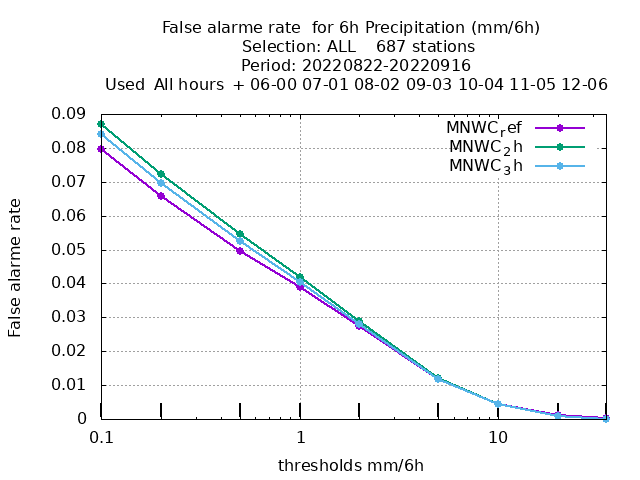 False alarme rate  for 6h Precipitation (mm/6h)
Selection: ALL    687 stations
Period: 20220822-20220916
Used  All hours  + 06-00 07-01 08-02 09-03 10-04 11-05 12-06
MNWC_ref
MNWC_2h
MNWC_3h
0.09
0.08
0.07
0.06
0.05
0.04
0.03
0.02
0.01
0
False alarme rate
0.1 1 10
thresholds mm/6h